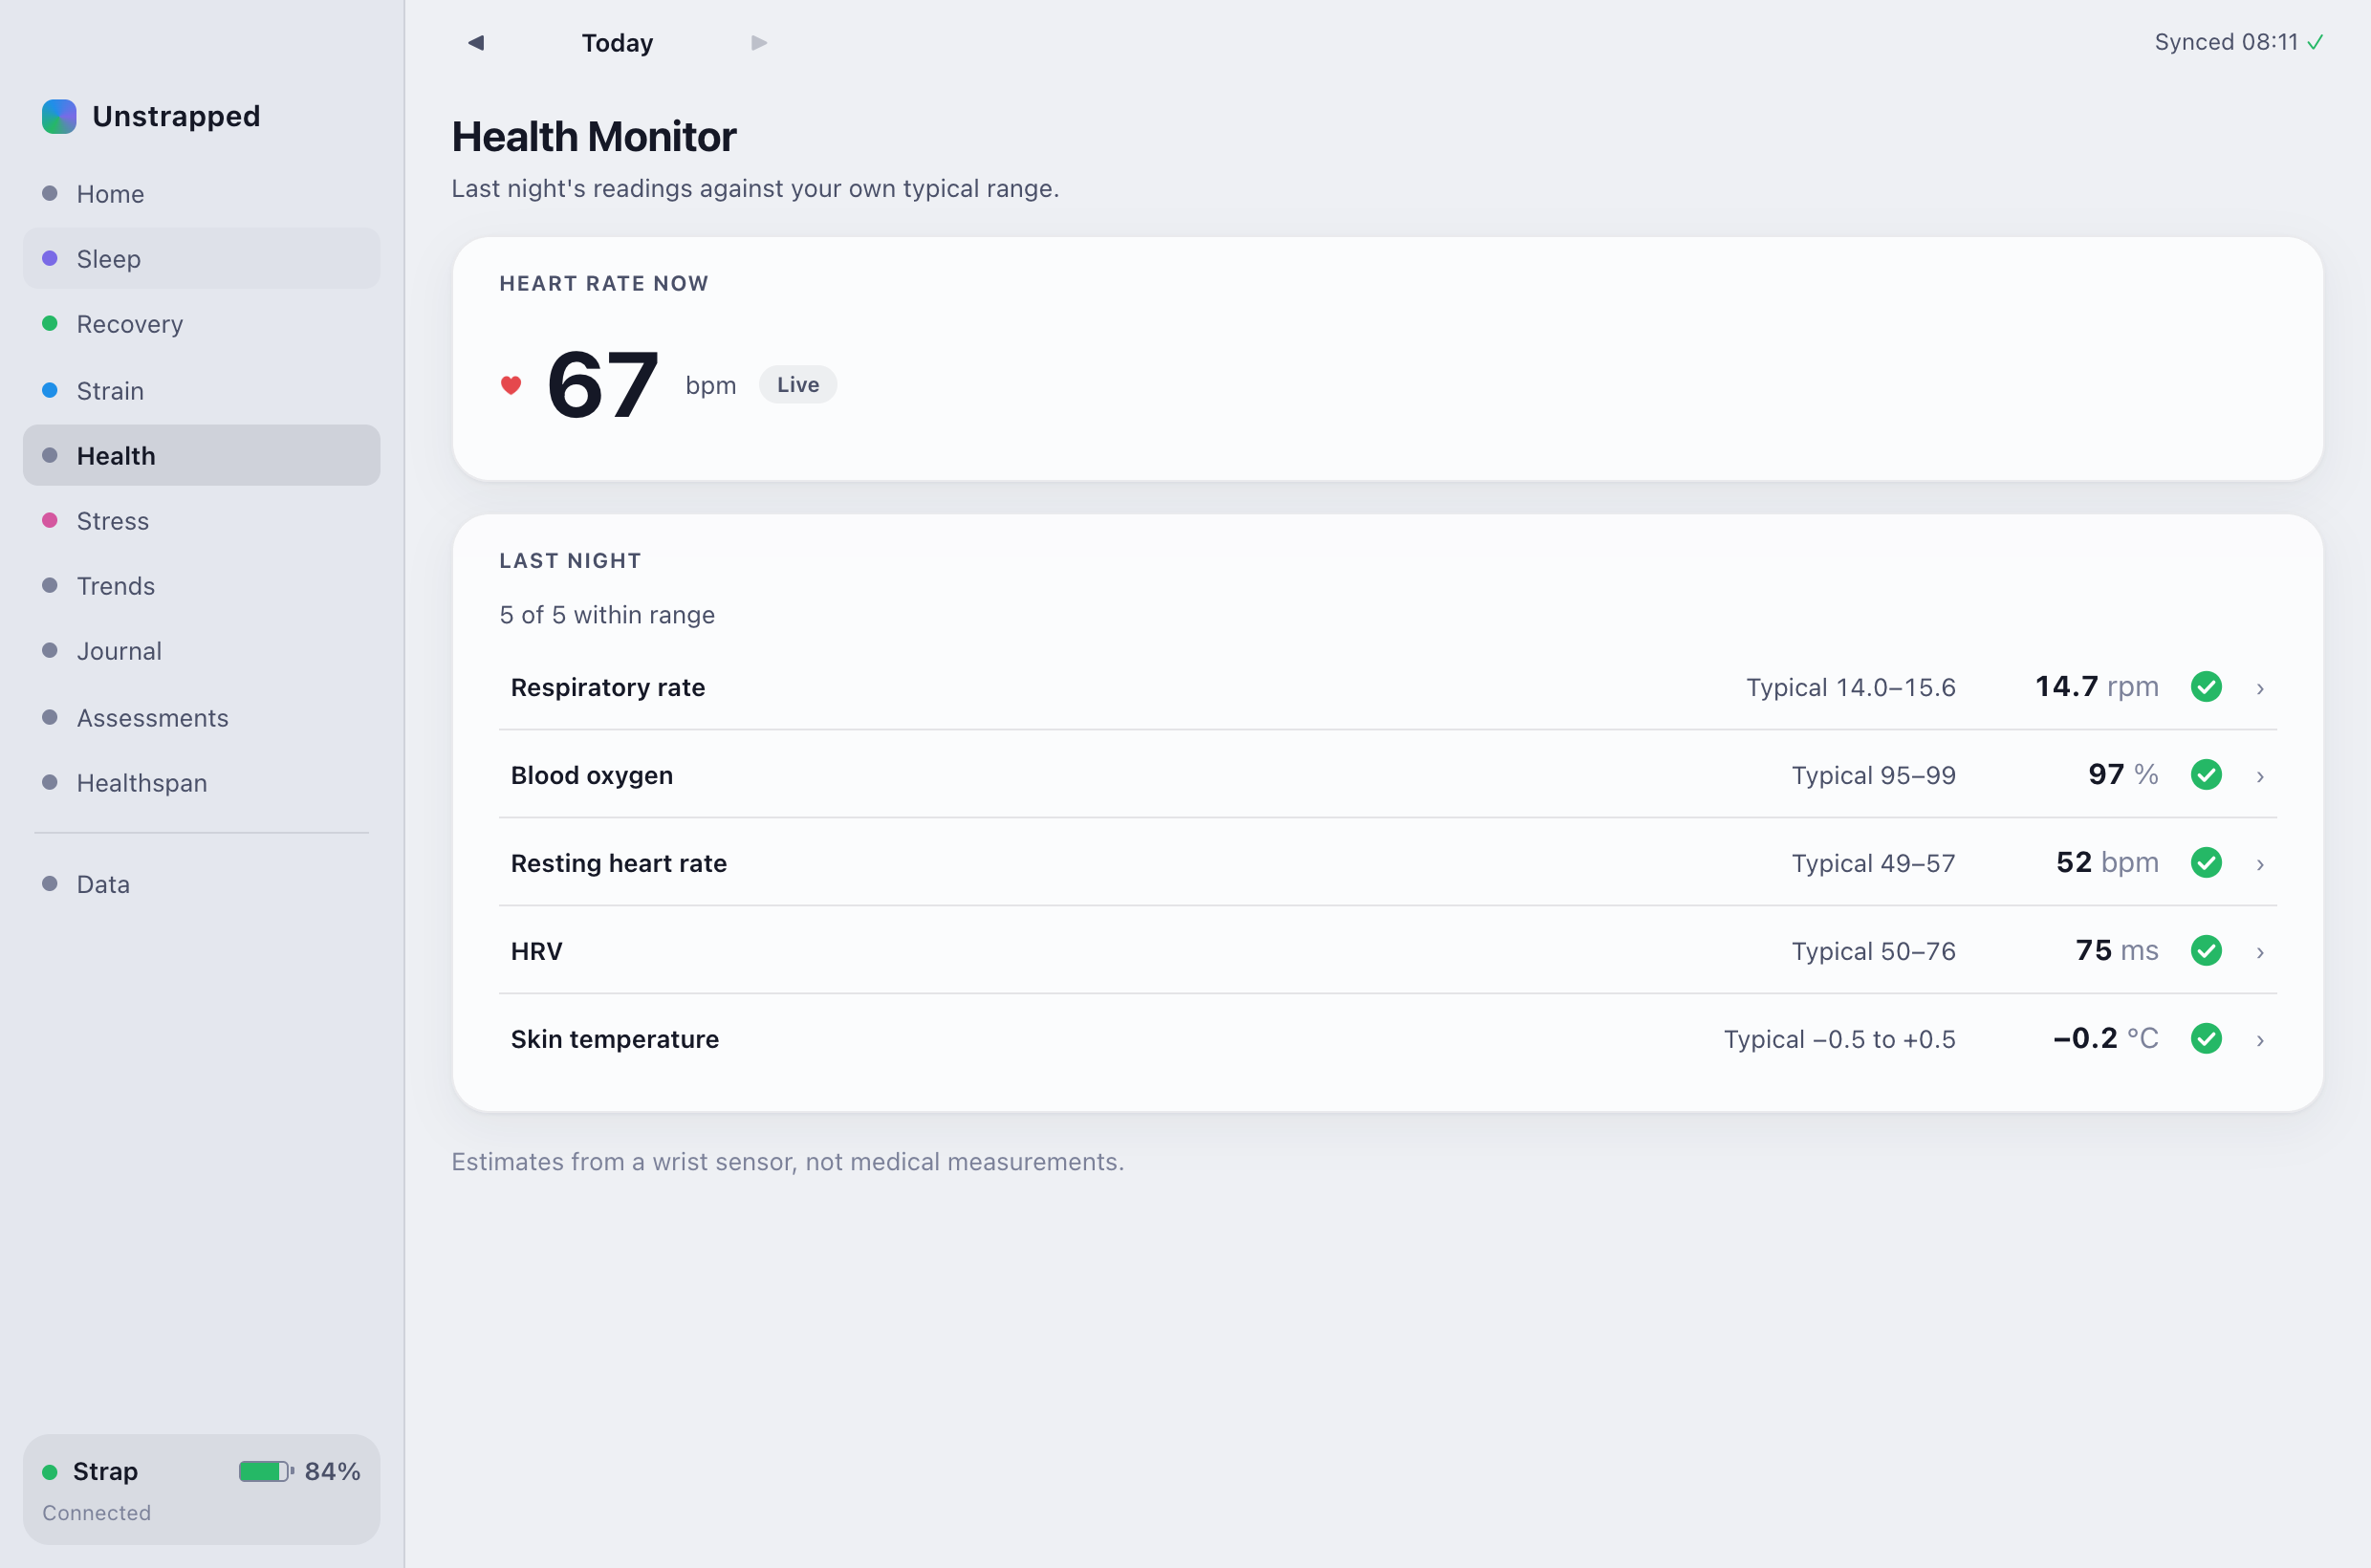 Unstrapped
Home
Sleep
Recovery
Strain
Health
Stress
Trends
Journal
Assessments
Healthspan
Data
Strap 84%
Connected
Today
Synced 08:11
Health Monitor
Last night's readings against your own typical range.
HEART RATE NOW
67 bpm Live
LAST NIGHT
5 of 5 within range
Respiratory rate Typical 14.0–15.6 14.7 rpm
Blood oxygen Typical 95–99 97 %
Resting heart rate Typical 49–57 52 bpm
HRV Typical 50–76 75 ms
Skin temperature Typical −0.5 to +0.5 −0.2 °C
Estimates from a wrist sensor, not medical measurements.